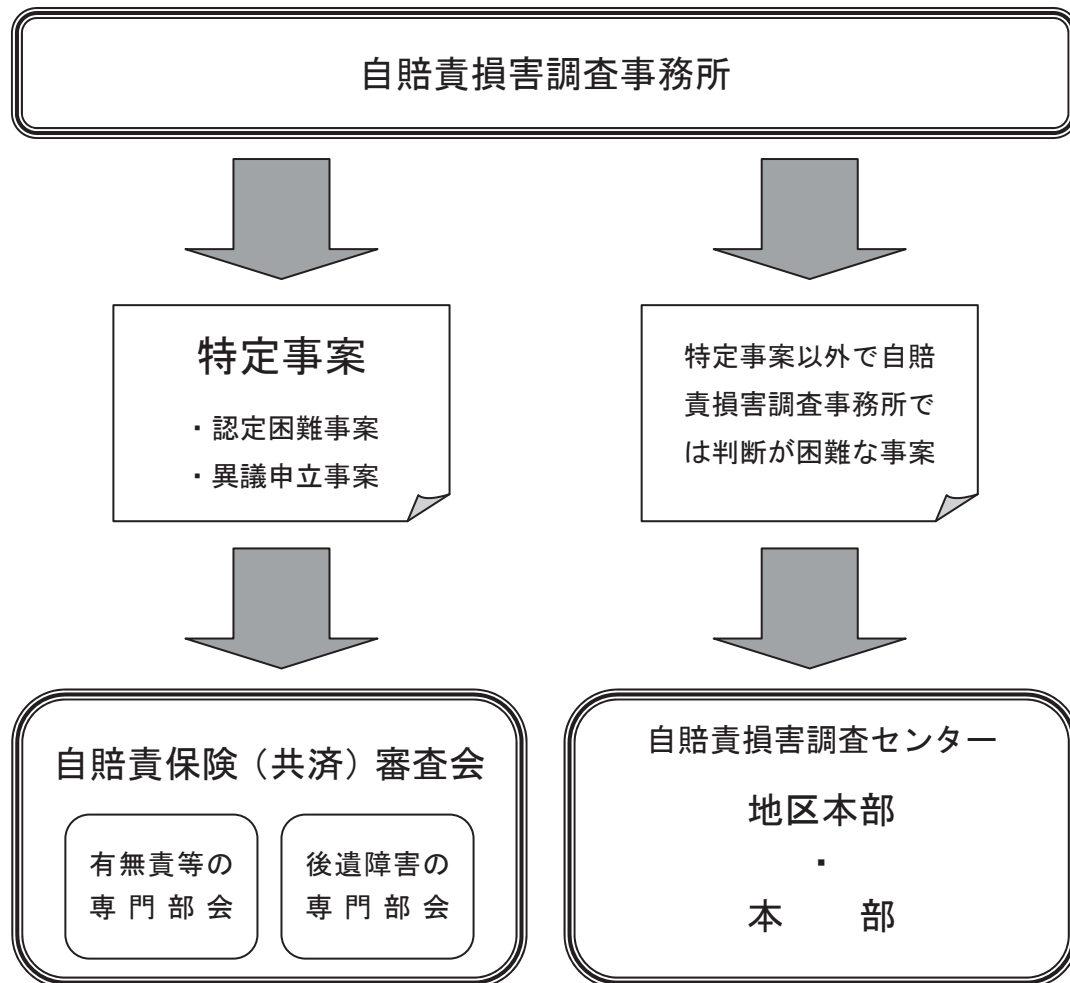 自賠責損害調査事務所
特定事案
・認定困難事案
・異議申立事案
特定事案以外で自賠
責損害調査事務所で
は判断が困難な事案
自賠責保険（共済）審査会
有無責等の
専門部会
後遺障害の
専門部会
自賠責損害調査センター
地区本部
・
本　　部